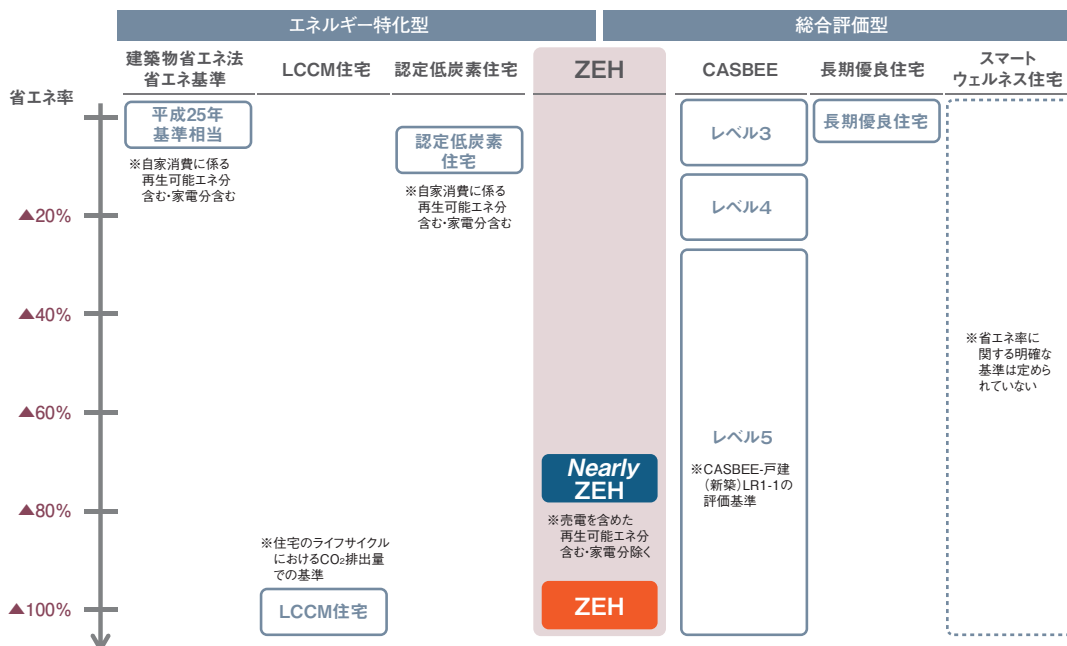 エネルギー特化型
総合評価型
建築物省エネ法
省エネ基準
LCCM住宅
認定低炭素住宅
ZEH
CASBEE
長期優良住宅
スマート
ウェルネス住宅
省エネ率
▲20%
▲40%
▲60%
▲80%
▲100%
平成25年
基準相当
※自家消費に係る
再生可能エネ分
含む・家電分含む
※住宅のライフサイクル
におけるCO₂排出量
での基準
LCCM住宅
認定低炭素
住宅
※自家消費に係る
再生可能エネ分
含む・家電分含む
Nearly
ZEH
※売電を含めた
再生可能エネ分
含む・家電分除く
ZEH
レベル3
レベル4
レベル5
※CASBEE-戸建
（新築）LR1-1の
評価基準
長期優良住宅
※省エネ率に
関する明確な
基準は定めら
れていない